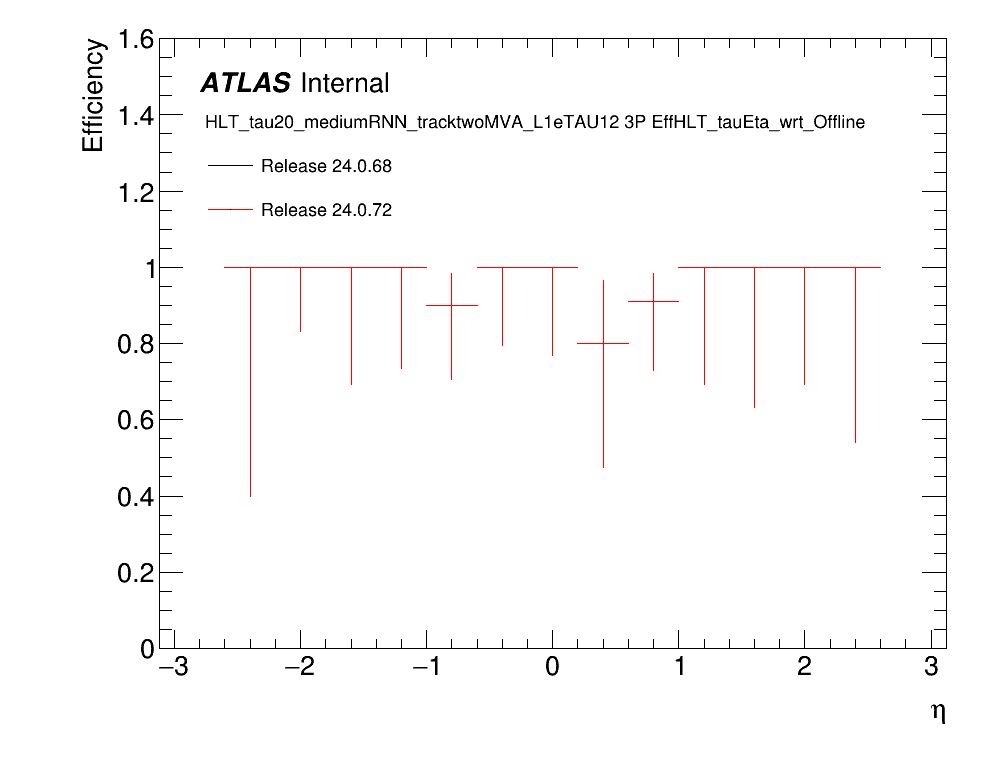 Efficiency
1.6
1.4
1.2
1
0.8
0.6
0.4
0.2
0
ATLAS Internal
HLT_tau20_mediumRNN_tracktwoMVA_L1eTAU12 3P EffHLT_tauEta_wrt_Offline
Release 24.0.68
Release 24.0.72
−3 −2 −1 0 1 2 3
η